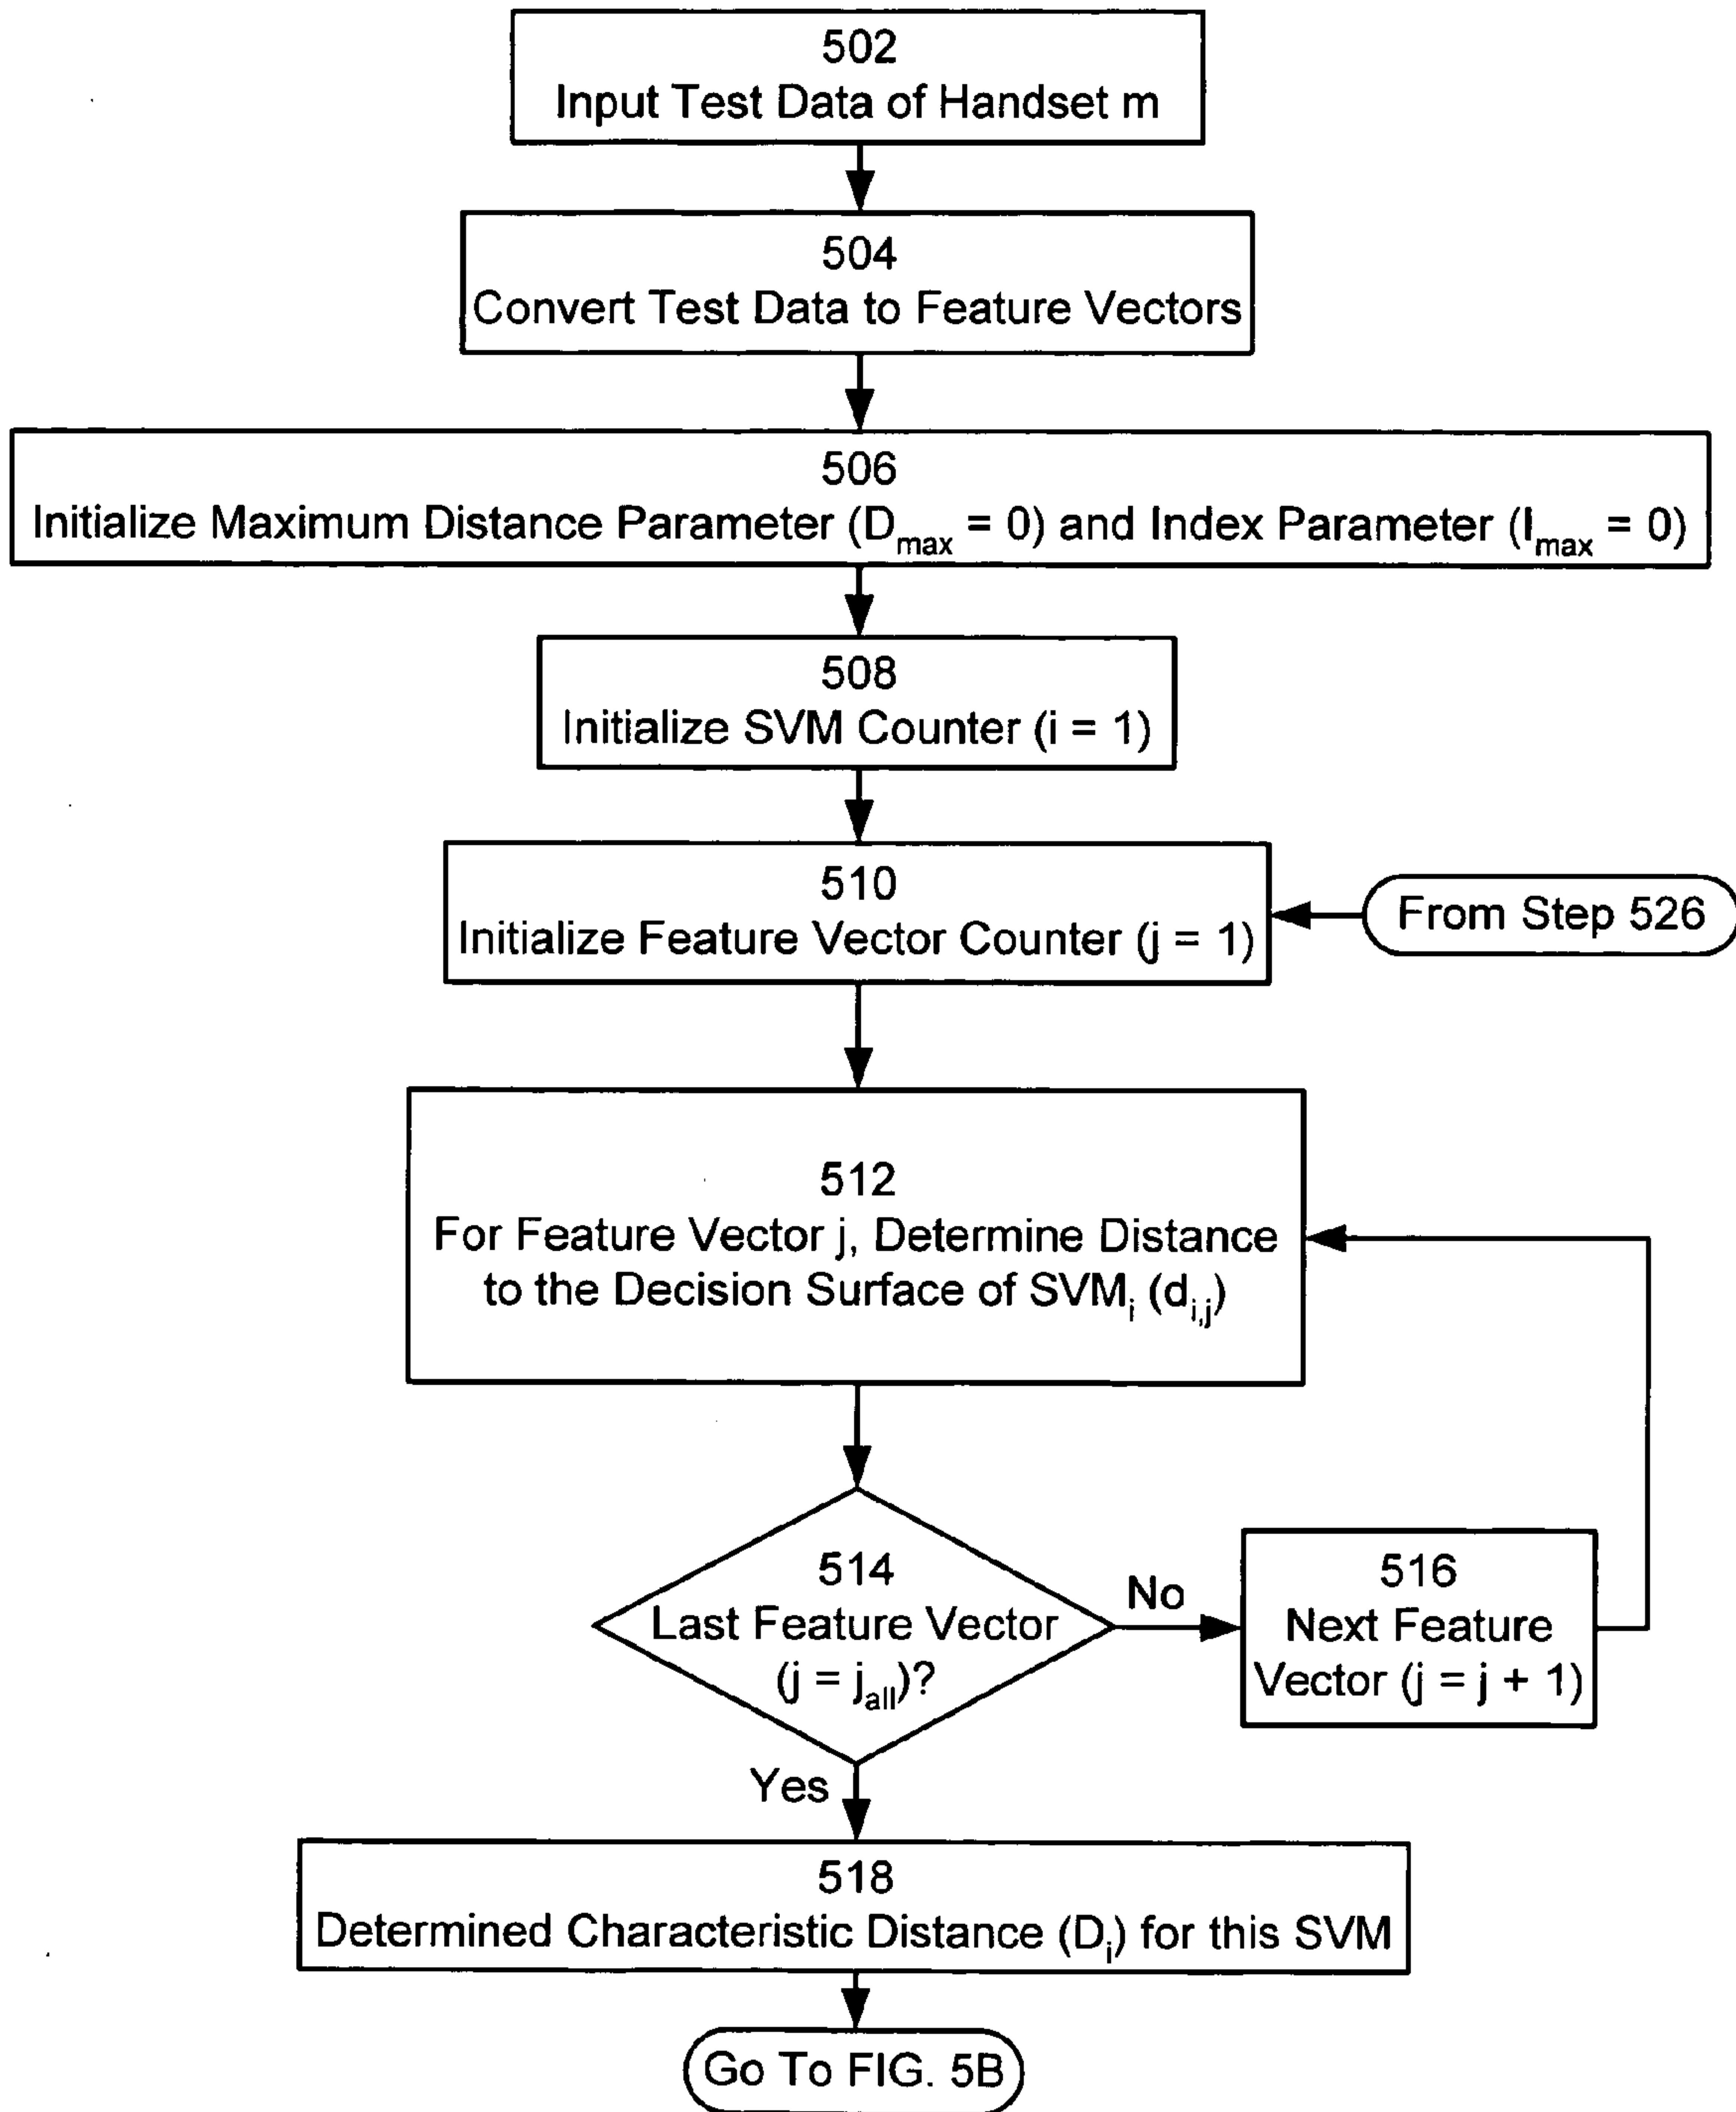 502
Input Test Data of Handset m
504
Convert Test Data to Feature Vectors
506
Initialize Maximum Distance Parameter (Dmax = 0) and Index Parameter (Imax = 0)
508
Initialize SVM Counter (i = 1)
510
Initialize Feature Vector Counter (j = 1)
From Step 526
512
For Feature Vector j, Determine Distance
to the Decision Surface of SVMi (di,j)
514
Last Feature Vector
(j = jall)?
No
516
Next Feature
Vector (j = j + 1)
Yes
518
Determined Characteristic Distance (Di) for this SVM
Go To FIG. 5B